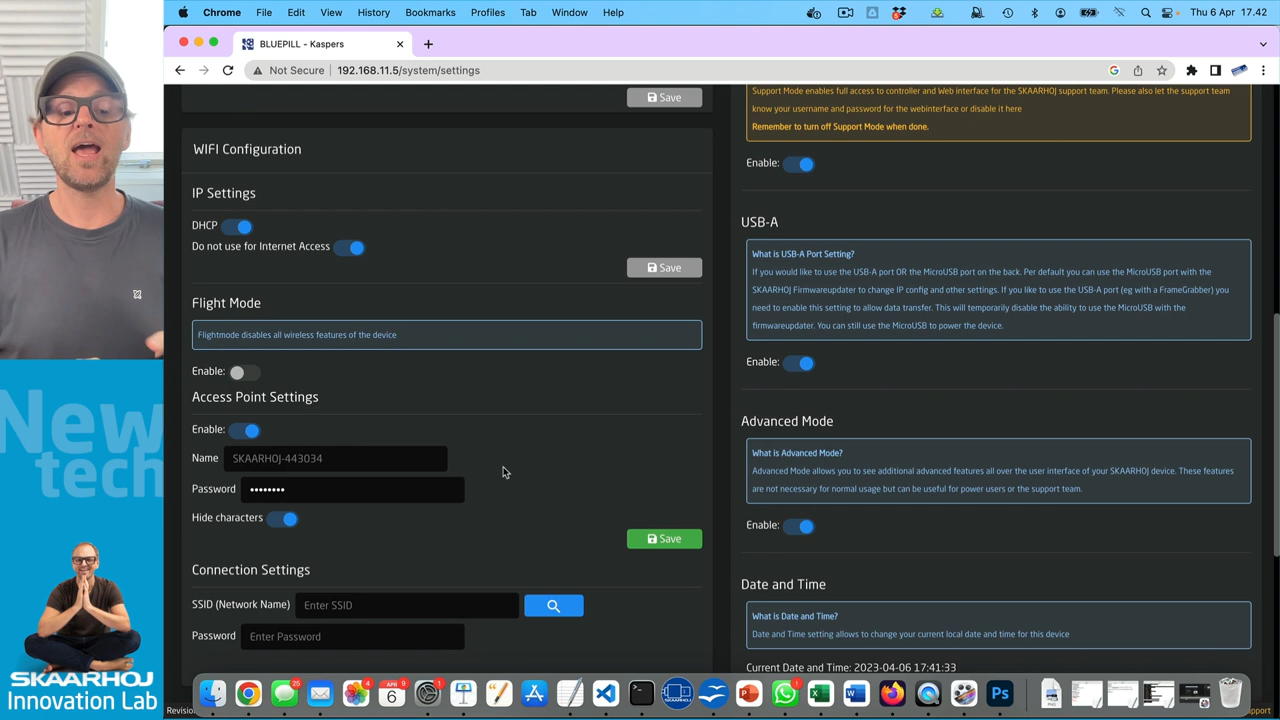 Chrome File Edit View History Bookmarks Profiles Tab Window Help
Thu 6 Apr 17.42
BLUEPILL - Kaspers
Not Secure 192.168.11.5/system/settings
Save
WIFI Configuration
IP Settings
DHCP
Do not use for Internet Access
Save
Flight Mode
Flightmode disables all wireless features of the device
Enable:
Access Point Settings
Enable:
Name SKAARHOJ-443034
Password ••••••••
Hide characters
Save
Connection Settings
SSID (Network Name) Enter SSID
Password Enter Password
Support Mode enables full access to controller and Web interface for the SKAARHOJ support team. Please also let the support team
know your username and password for the webinterface or disable it here
Remember to turn off Support Mode when done.
Enable:
USB-A
What is USB-A Port Setting?
If you would like to use the USB-A port OR the MicroUSB port on the back. Per default you can use the MicroUSB port with the
SKAARHOJ Firmwareupdater to change IP config and other settings. If you like to use the USB-A port (eg with a FrameGrabber) you
need to enable this setting to allow data transfer. This will temporarily disable the ability to use the MicroUSB with the
firmwareupdater. You can still use the MicroUSB to power the device.
Enable:
Advanced Mode
What is Advanced Mode?
Advanced Mode allows you to see additional advanced features all over the user interface of your SKAARHOJ device. These features
are not necessary for normal usage but can be useful for power users or the support team.
Enable:
Date and Time
What is Date and Time?
Date and Time setting allows to change your current local date and time for this device
Current Date and Time: 2023-04-06 17:41:33
New
tech
SKAARHOJ
Innovation Lab
Revisio
upport
25
4
APR
6
9
1
1
Ps